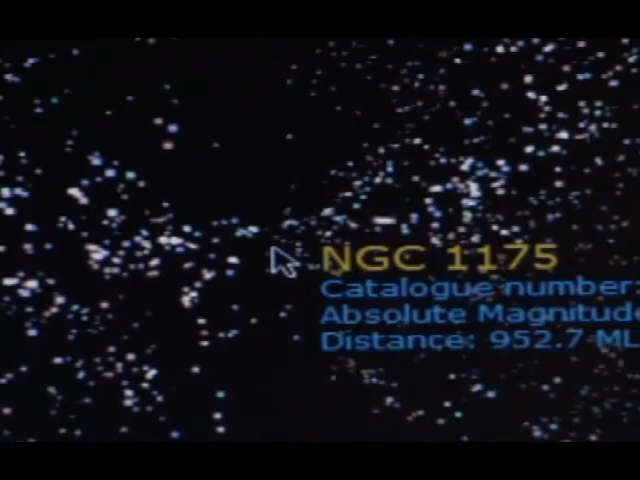 NGC 1175
Catalogue number:
Absolute Magnitude
Distance: 952.7 ML